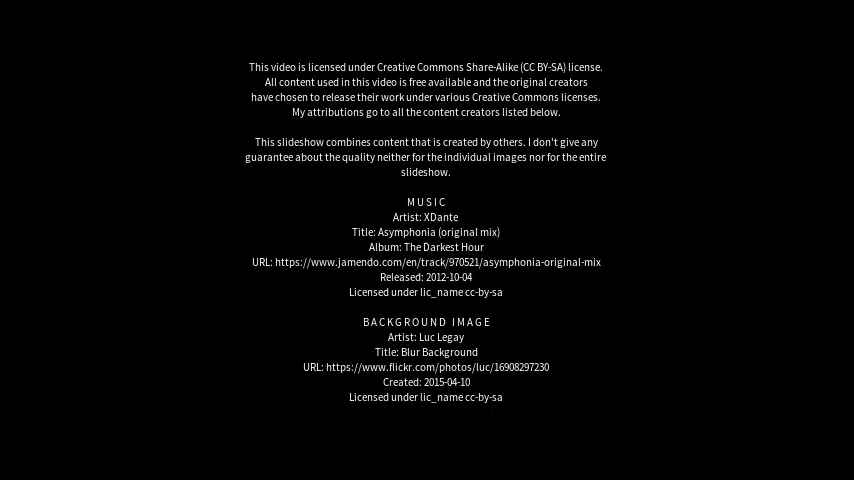 This video is licensed under Creative Commons Share-Alike (CC BY-SA) license.
All content used in this video is free available and the original creators
have chosen to release their work under various Creative Commons licenses.
My attributions go to all the content creators listed below.
This slideshow combines content that is created by others. I don't give any
guarantee about the quality neither for the individual images nor for the entire
slideshow.
MUSIC
Artist: XDante
Title: Asymphonia (original mix)
Album: The Darkest Hour
URL: https://www.jamendo.com/en/track/970521/asymphonia-original-mix
Released: 2012-10-04
Licensed under lic_name cc-by-sa
BACKGROUND IMAGE
Artist: Luc Legay
Title: Blur Background
URL: https://www.flickr.com/photos/luc/16908297230
Created: 2015-04-10
Licensed under lic_name cc-by-sa